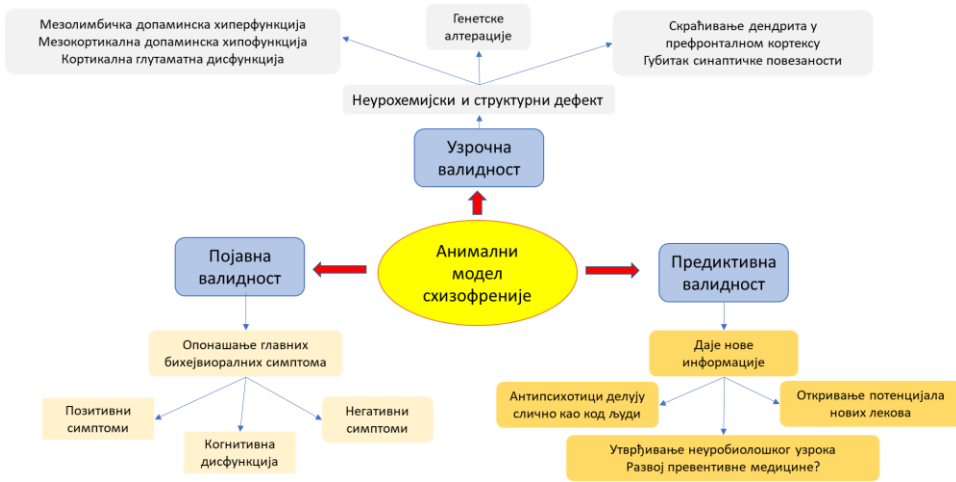 Мезолимбичка допаминска хиперфункција
Мезокортикална допаминска хипофункција
Кортикална глутаматна дисфункција
Генетске
алтерације
Скраћивање дендрита у
префронталном кортексу
Губитак синаптичке повезаности
Неурохемијски и структурни дефект
Узрочна
валидност
Појавна
валидност
Анимални
модел
схизофреније
Предиктивна
валидност
Опонашање главних
бихејвиоралних симптома
Позитивни
симптоми
Когнитивна
дисфункција
Негативни
симптоми
Даје нове
информације
Антипсихотици делују
слично као код људи
Откривање потенцијала
нових лекова
Утврђивање неуробиолошког узрока
Развој превентивне медицине?